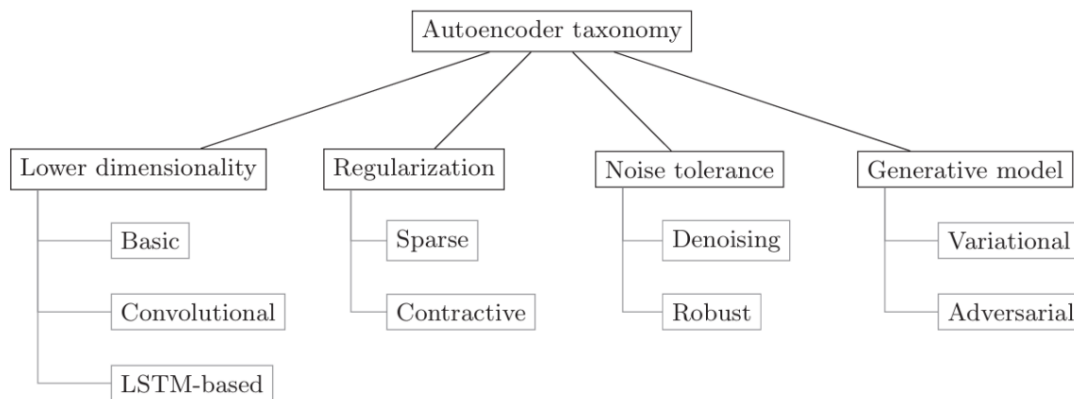 Autoencoder taxonomy
Lower dimensionality
Regularization
Noise tolerance
Generative model
Basic
Sparse
Denoising
Variational
Convolutional
Contractive
Robust
Adversarial
LSTM-based